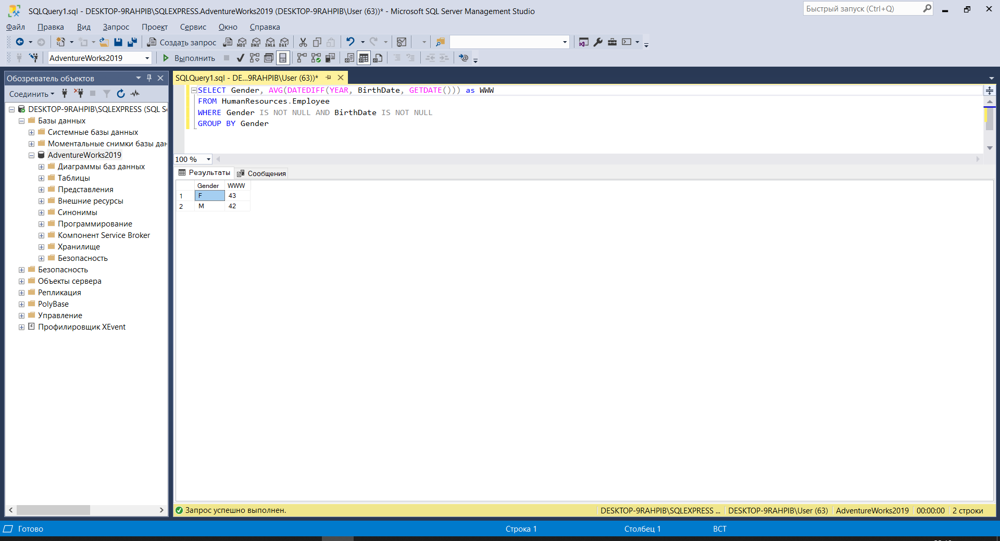 SQLQuery1.sql - DESKTOP-9RAHPIB\SQLEXPRESS.AdventureWorks2019 (DESKTOP-9RAHPIB\User (63))* - Microsoft SQL Server Management Studio
Быстрый запуск (Ctrl+Q)
Файл Правка Вид Запрос Проект Сервис Окно Справка
Создать запрос MDX DMX XMLA DAX
AdventureWorks2019 Выполнить
Обозреватель объектов
Соединить
DESKTOP-9RAHPIB\SQLEXPRESS (SQL S
Базы данных
Системные базы данных
Моментальные снимки базы дан
AdventureWorks2019
Диаграммы баз данных
Таблицы
Представления
Внешние ресурсы
Синонимы
Программирование
Компонент Service Broker
Хранилище
Безопасность
Безопасность
Объекты сервера
Репликация
PolyBase
Управление
Профилировщик XEvent
SQLQuery1.sql - DE...9RAHPIB\User (63))*
SELECT Gender, AVG(DATEDIFF(YEAR, BirthDate, GETDATE())) as WWW
FROM HumanResources.Employee
WHERE Gender IS NOT NULL AND BirthDate IS NOT NULL
GROUP BY Gender
100 %
Результаты Сообщения
Gender WWW
1 F 43
2 M 42
Запрос успешно выполнен. DESKTOP-9RAHPIB\SQLEXPRESS ... DESKTOP-9RAHPIB\User (63) AdventureWorks2019 00:00:00 2 строки
Готово Строка 1 Столбец 1 ВСТ